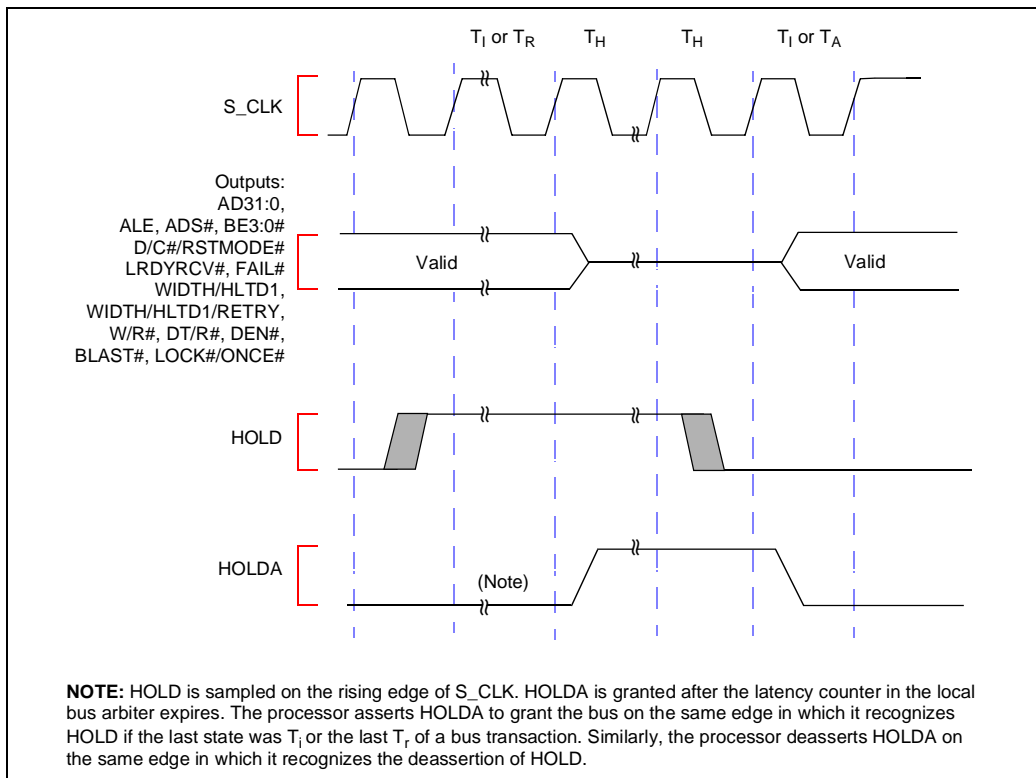 T_I or T_R T_H T_H T_I or T_A
S_CLK
Outputs:
AD31:0,
ALE, ADS#, BE3:0#
D/C#/RSTMODE#
LRDYRCV#, FAIL#
WIDTH/HLTD1,
WIDTH/HLTD1/RETRY,
W/R#, DT/R#, DEN#,
BLAST#, LOCK#/ONCE#
Valid Valid
HOLD
HOLDA
(Note)
NOTE: HOLD is sampled on the rising edge of S_CLK. HOLDA is granted after the latency counter in the local
bus arbiter expires. The processor asserts HOLDA to grant the bus on the same edge in which it recognizes
HOLD if the last state was T_i or the last T_r of a bus transaction. Similarly, the processor deasserts HOLDA on
the same edge in which it recognizes the deassertion of HOLD.